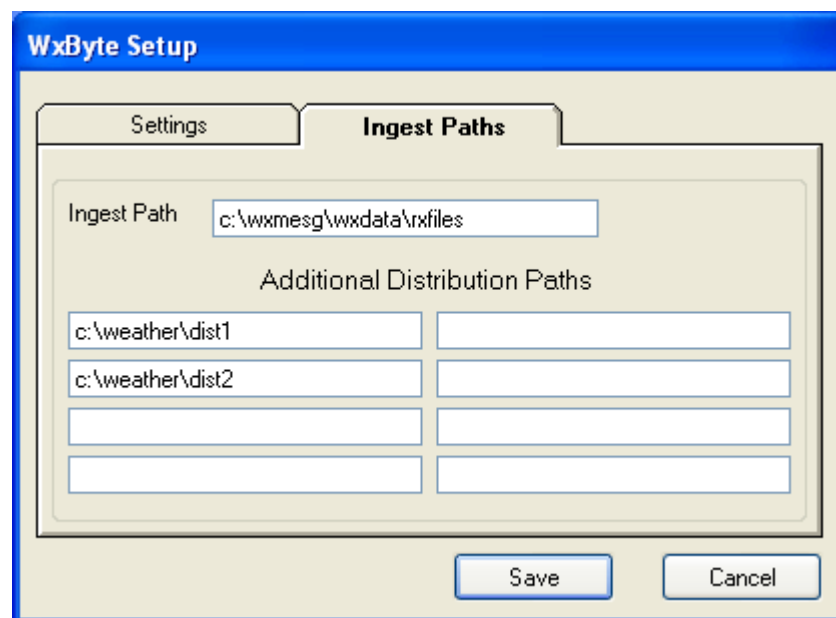 WxByte Setup
Settings
Ingest Paths
Ingest Path
c:\wxmesg\wxdata\rxfiles
Additional Distribution Paths
c:\weather\dist1
c:\weather\dist2
Save
Cancel